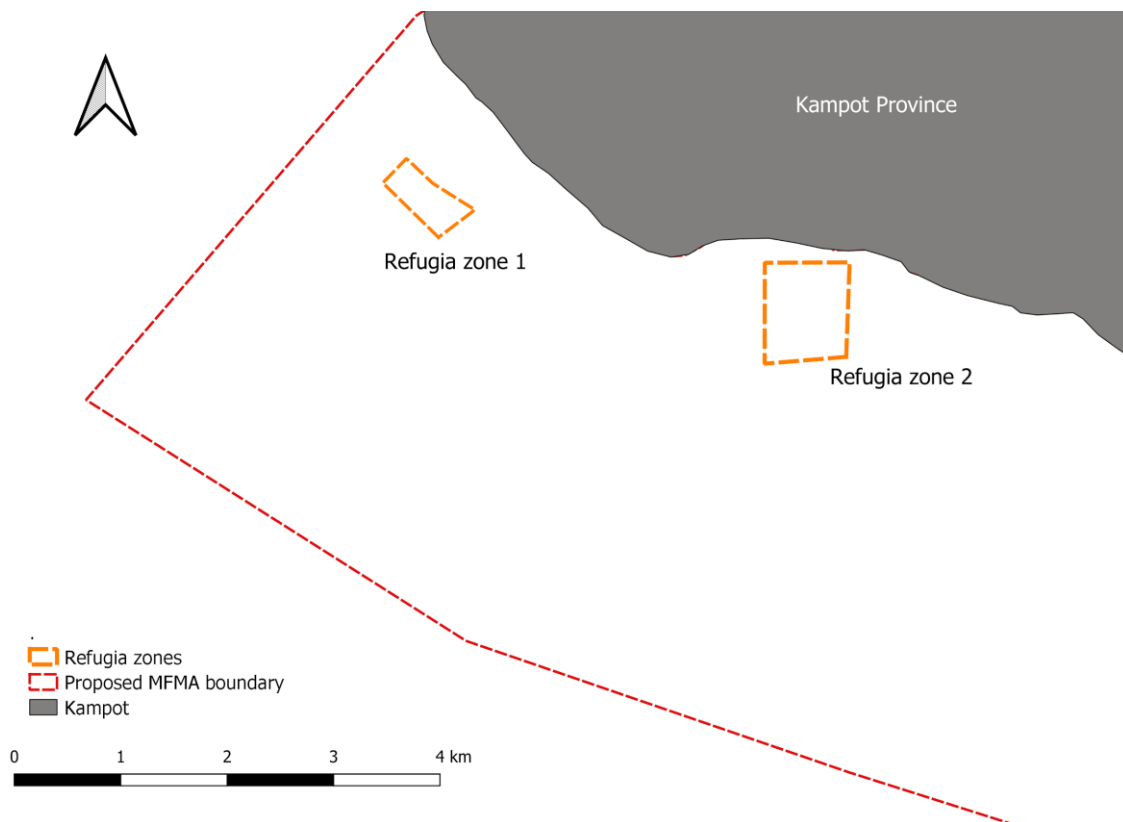 Kampot Province
Refugia zone 1
Refugia zone 2
Refugia zones
Proposed MFMA boundary
Kampot
0 1 2 3 4 km